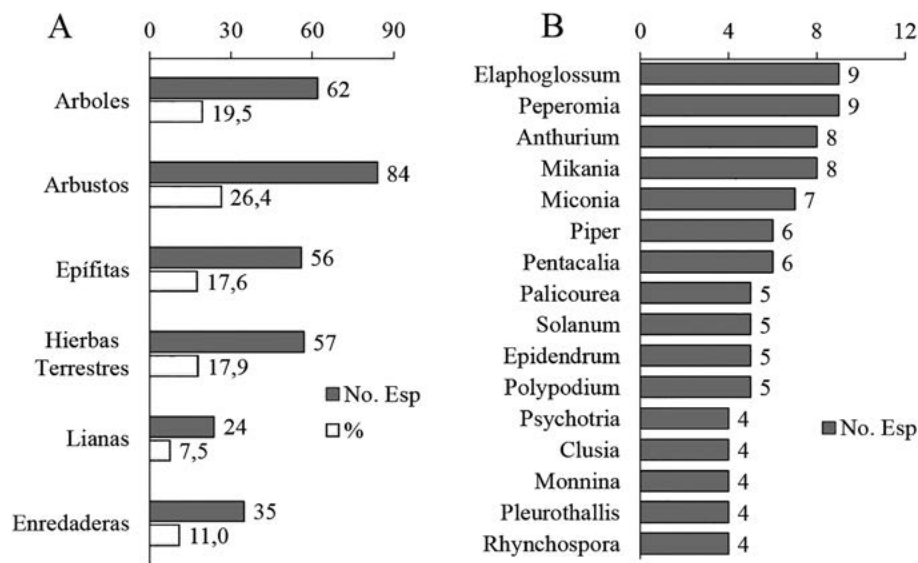 A
0 30 60 90
Arboles 62
19,5
Arbustos 84
26,4
Epífitas 56
17,6
Hierbas
Terrestres
57
17,9
Lianas 24
7,5
Enredaderas 35
11,0
No. Esp
%
B
0 4 8 12
Elaphoglossum 9
Peperomia 9
Anthurium 8
Mikania 8
Miconia 7
Piper 6
Pentacalia 6
Palicourea 5
Solanum 5
Epidendrum 5
Polypodium 5
Psychotria 4
Clusia 4
Monnina 4
Pleurothallis 4
Rhynchospora 4
No. Esp